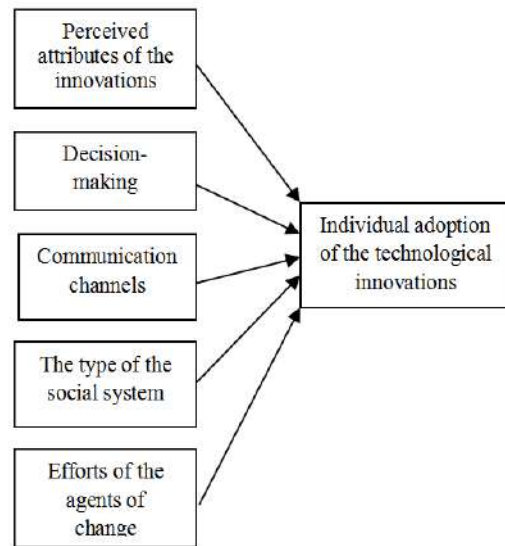 Perceived
attributes of the
innovations
Decision-
making
Communication
channels
The type of the
social system
Efforts of the
agents of
change
Individual adoption
of the technological
innovations